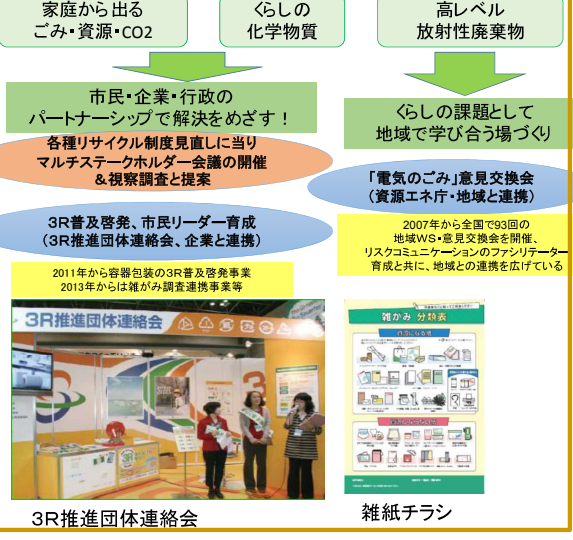 家庭から出る
ごみ・資源・CO2
くらしの
化学物質
高レベル
放射性廃棄物
市民・企業・行政の
パートナーシップで解決をめざす！
各種リサイクル制度見直しに当り
マルチステークホルダー会議の開催
＆視察調査と提案
3R普及啓発、市民リーダー育成
（3R推進団体連絡会、企業と連携）
2011年から容器包装の3R普及啓発事業
2013年からは雑がみ調査連携事業等
くらしの課題として
地域で学び合う場づくり
「電気のごみ」意見交換会
（資源エネ庁・地域と連携）
2007年から全国で93回の
地域WS・意見交換会を開催、
リスクコミュニケーションのファシリテーター
育成と共に、地域との連携を広げている
3R推進団体連絡会
雑かみ 分類表
3R推進団体連絡会
雑紙チラシ